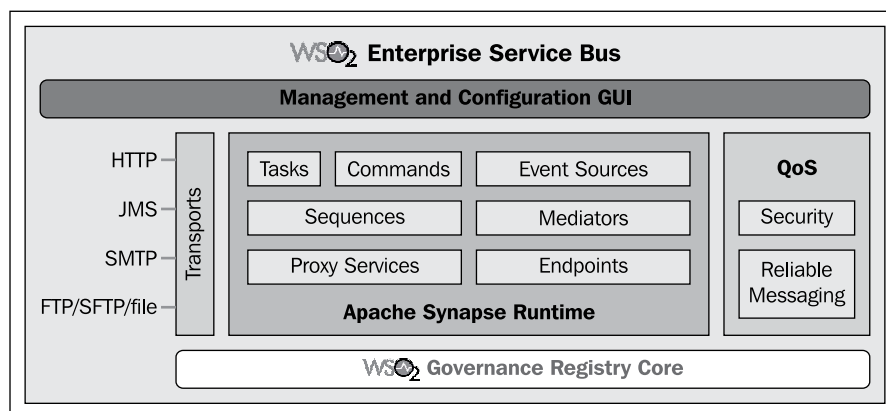 WSO2 Enterprise Service Bus
Management and Configuration GUI
HTTP
JMS
SMTP
FTP/SFTP/file
Transports
Tasks
Commands
Event Sources
Sequences
Mediators
Proxy Services
Endpoints
Apache Synapse Runtime
QoS
Security
Reliable
Messaging
WSO2 Governance Registry Core